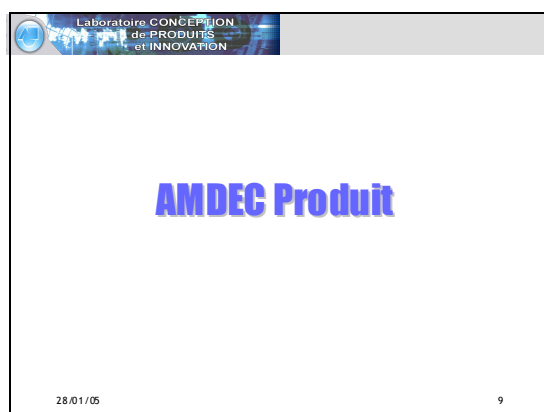 Laboratoire CONCEPTION
de PRODUITS
et INNOVATION
AMDEC Produit
28/01/05
9